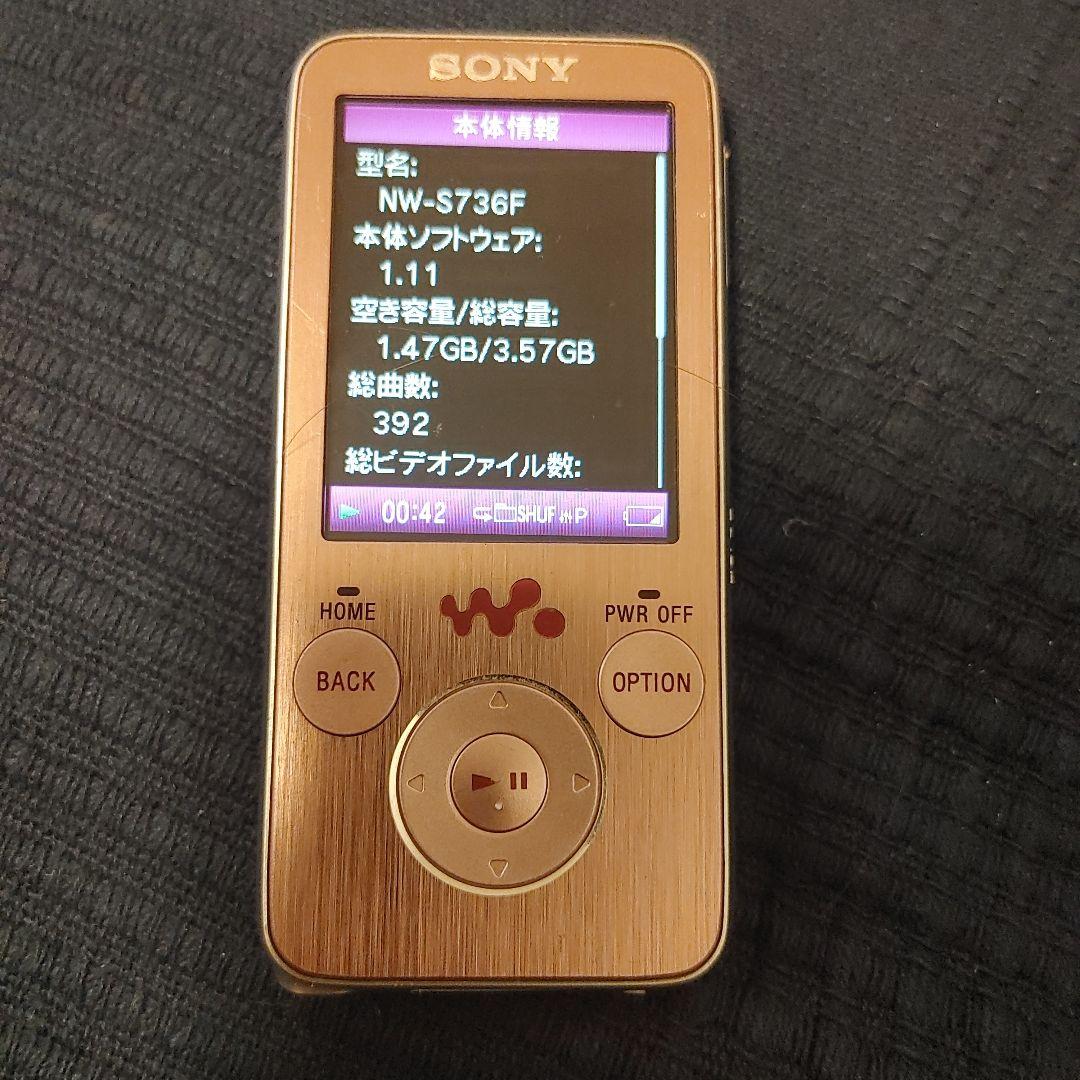 SONY
本体情報
型名:
NW-S736F
本体ソフトウェア:
1.11
空き容量/総容量:
1.47GB/3.57GB
総曲数:
392
総ビデオファイル数:
00:42 SHUF P
HOME
PWR OFF
BACK
OPTION